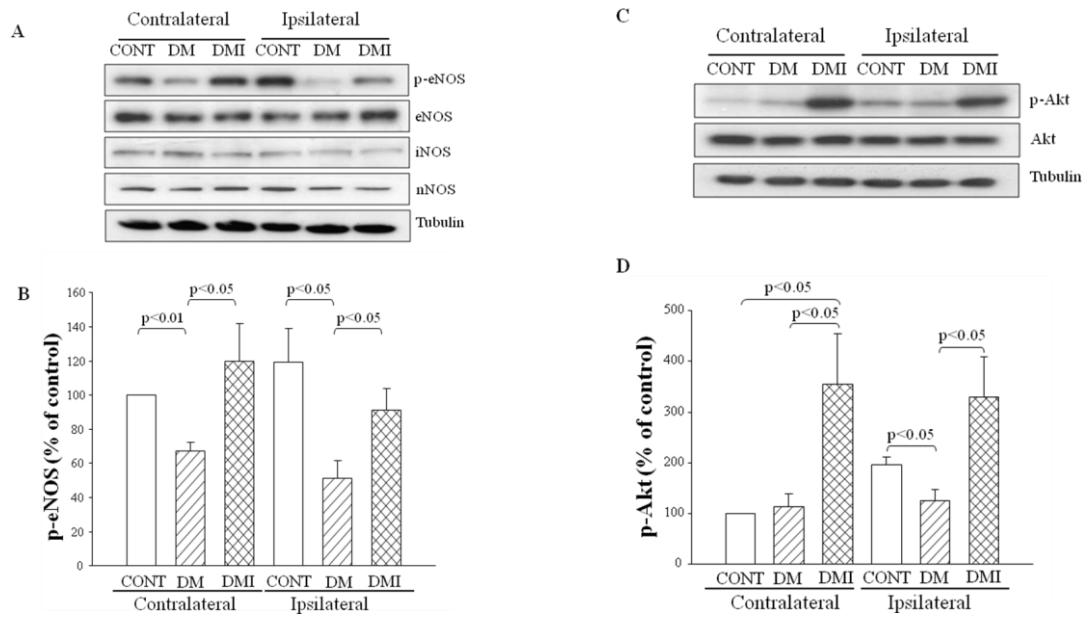 A
Contralateral Ipsilateral
CONT DM DMI CONT DM DMI
p-eNOS
eNOS
iNOS
nNOS
Tubulin
B
p-eNOS (% of control)
160
140
120
100
80
60
40
20
0
p<0.01
p<0.05
p<0.05
p<0.05
CONT DM DMI CONT DM DMI
Contralateral Ipsilateral
C
Contralateral Ipsilateral
CONT DM DMI CONT DM DMI
p-Akt
Akt
Tubulin
D
p-Akt (% of control)
500
400
300
200
100
0
p<0.05
p<0.05
p<0.05
p<0.05
CONT DM DMI CONT DM DMI
Contralateral Ipsilateral